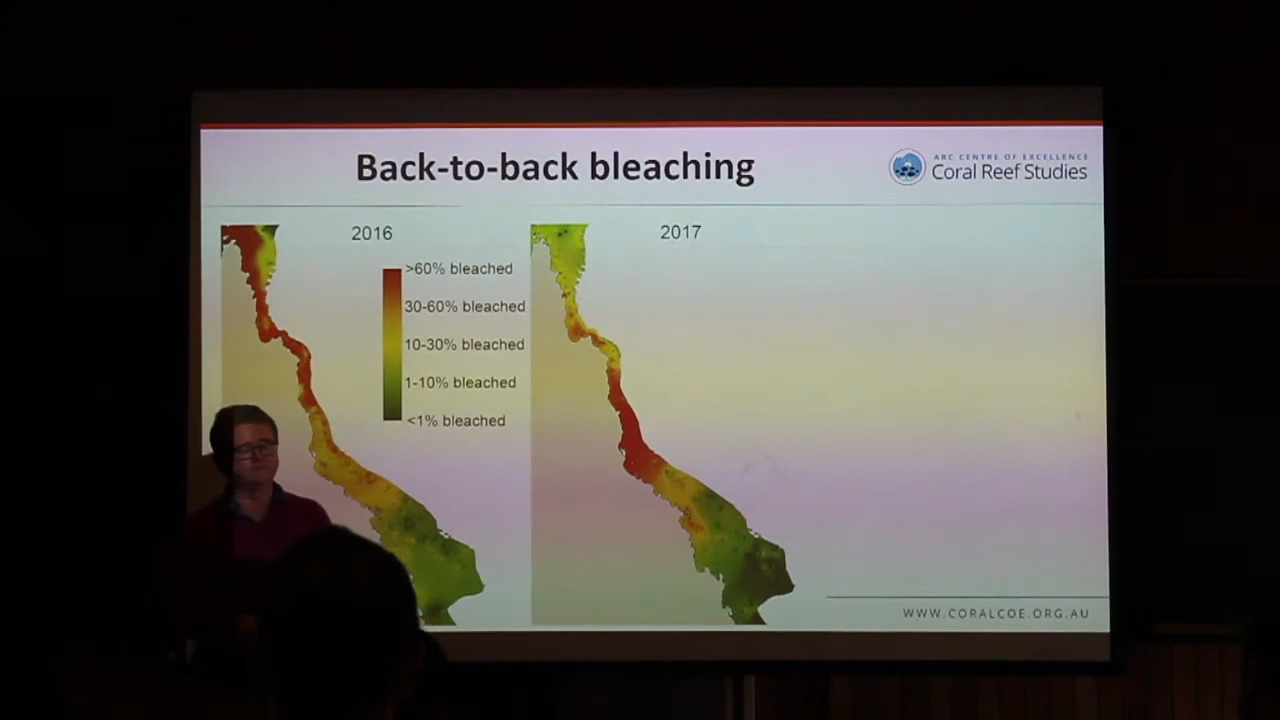 Back-to-back bleaching
ARC CENTRE OF EXCELLENCE
Coral Reef Studies
2016
2017
>60% bleached
30-60% bleached
10-30% bleached
1-10% bleached
<1% bleached
WWW.CORALCOE.ORG.AU